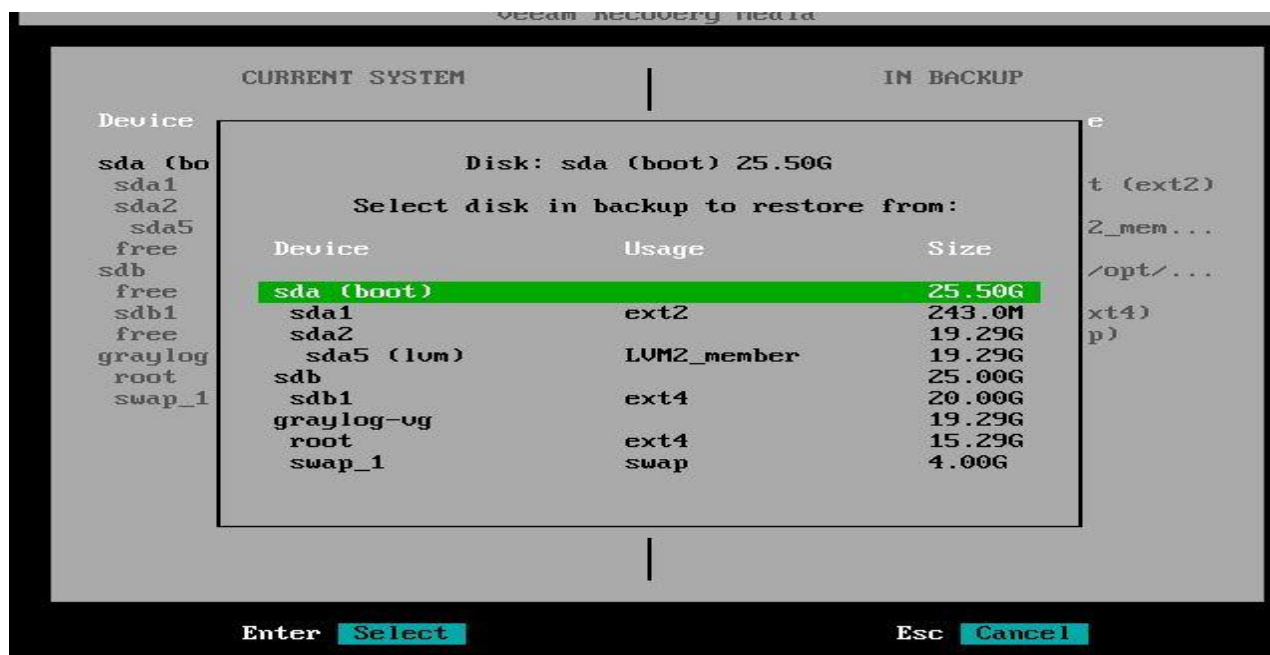 Veeam Recovery Media
CURRENT SYSTEM IN BACKUP
Device e
sda (bo Disk: sda (boot) 25.50G
sda1 t (ext2)
sda2 Select disk in backup to restore from:
sda5 2_mem...
free Device Usage Size
sdb /opt/...
free sda (boot) 25.50G
sdb1 sda1 ext2 243.0M xt4)
free sda2 19.29G p)
graylog sda5 (lvm) LVM2_member 19.29G
root sdb 25.00G
swap_1 sdb1 ext4 20.00G
graylog-vg 19.29G
root ext4 15.29G
swap_1 swap 4.00G
Enter Select Esc Cancel